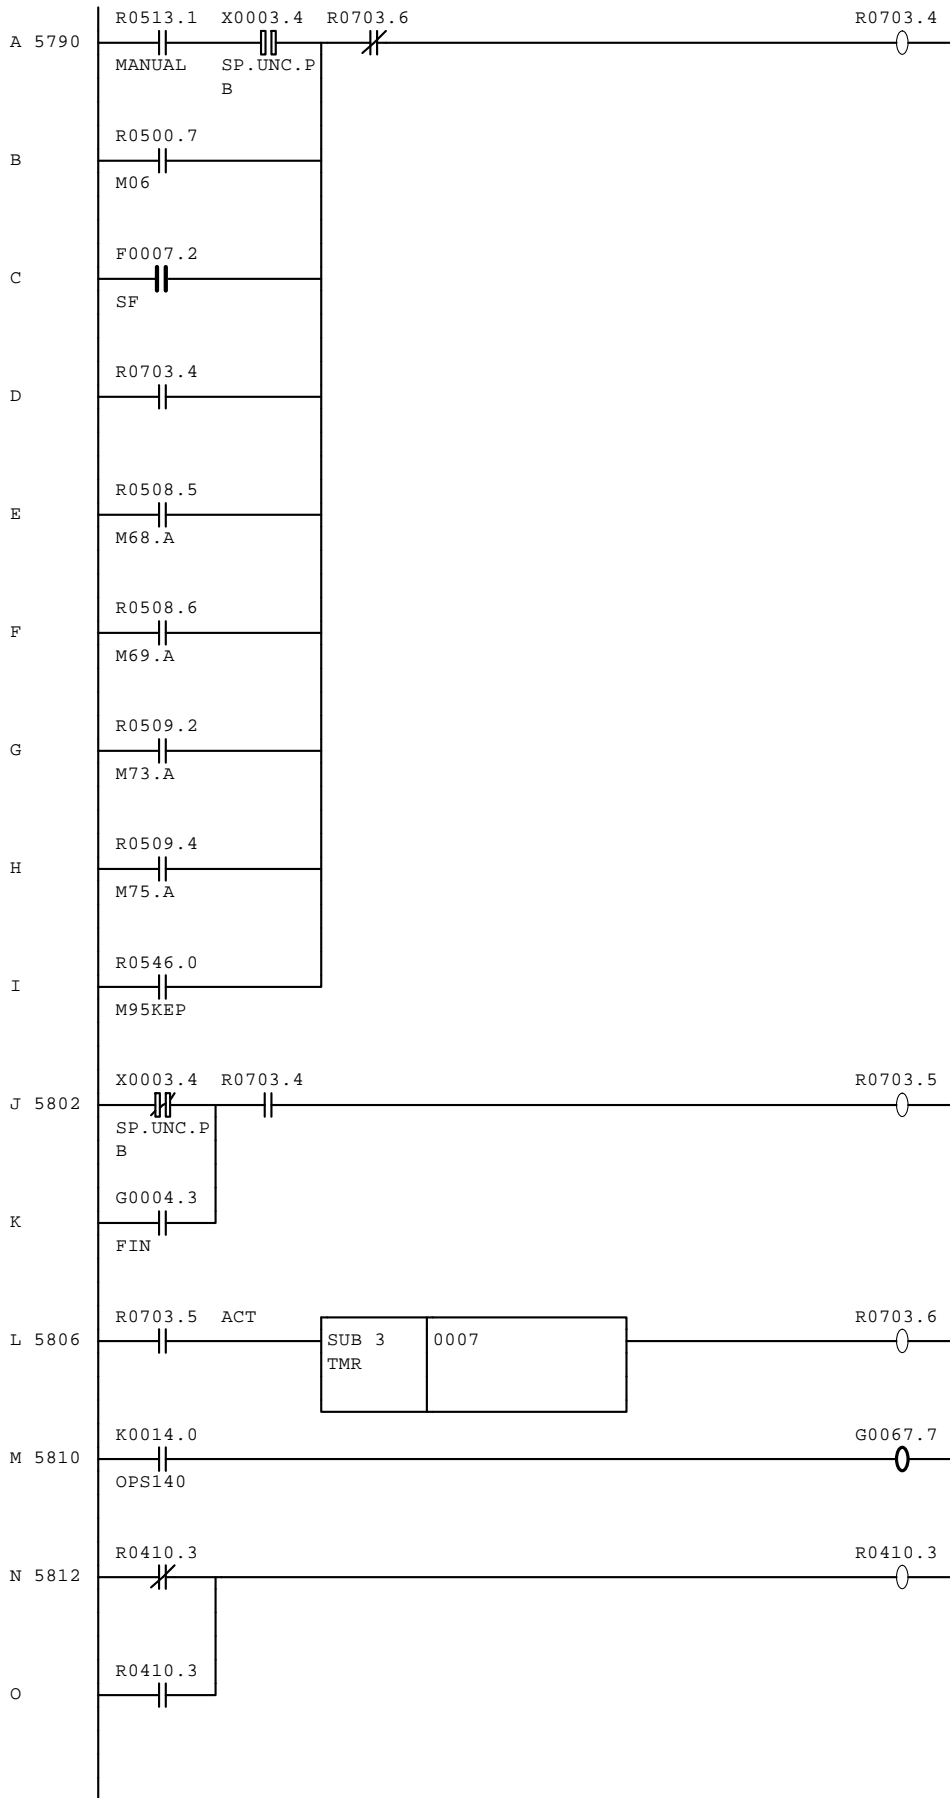 R0513.1 X0003.4 R0703.6 R0703.4
A 5790
MANUAL SP.UNC.P
B
R0500.7
B
M06
F0007.2
C
SF
R0703.4
D
R0508.5
E
M68.A
R0508.6
F
M69.A
R0509.2
G
M73.A
R0509.4
H
M75.A
R0546.0
I
M95KEP
X0003.4 R0703.4 R0703.5
J 5802
SP.UNC.P
B
G0004.3
K
FIN
R0703.5 ACT R0703.6
L 5806 SUB 3 0007
TMR
K0014.0 G0067.7
M 5810
OPS140
R0410.3 R0410.3
N 5812
R0410.3
O